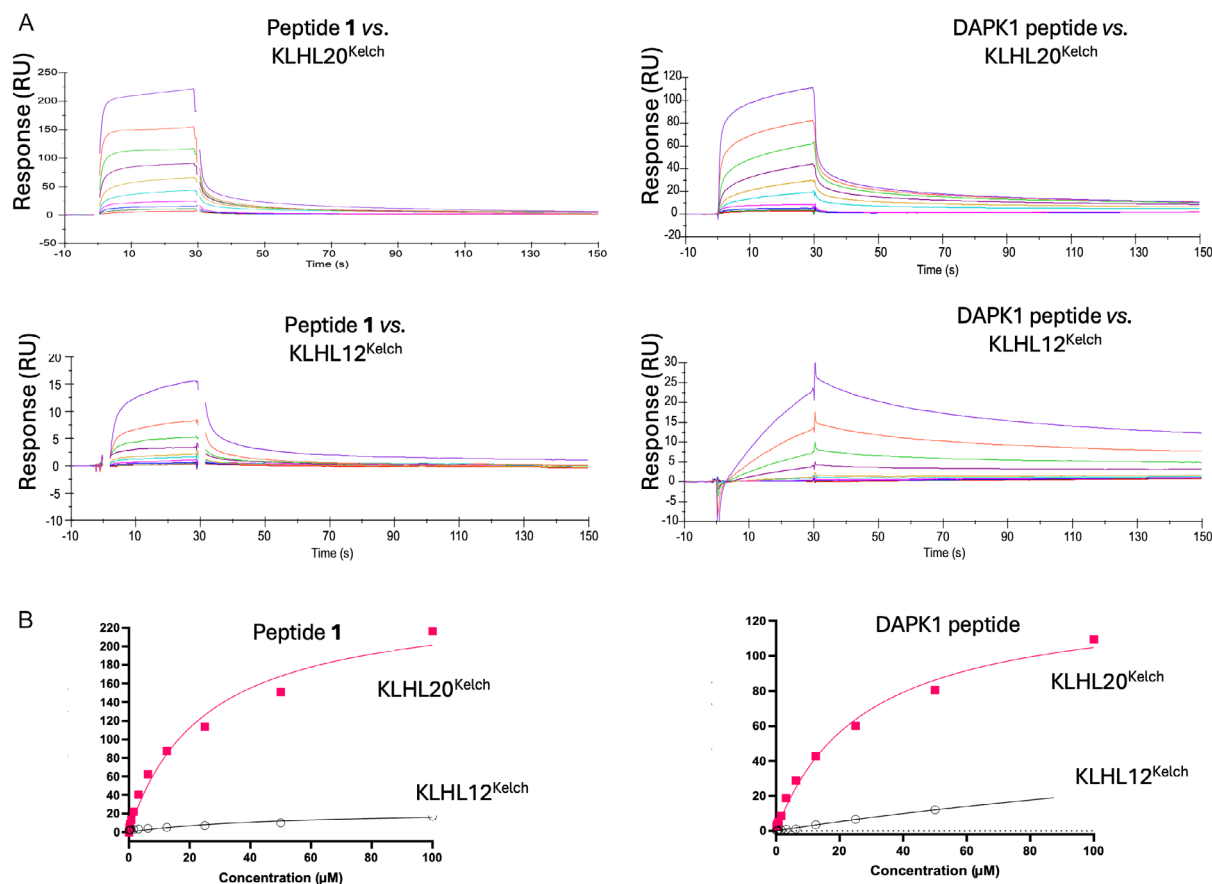 A
Peptide 1 vs.
KLHL20Kelch
Response (RU)
250
200
150
100
50
0
-50
-10 10 30 50 70 90 110 130 150
Time (s)
DAPK1 peptide vs.
KLHL20Kelch
Response (RU)
120
100
80
60
40
20
0
-20
-10 10 30 50 70 90 110 130 150
Time (s)
Peptide 1 vs.
KLHL12Kelch
Response (RU)
20
15
10
5
0
-5
-10
-10 10 30 50 70 90 110 130 150
Time (s)
DAPK1 peptide vs.
KLHL12Kelch
Response (RU)
30
25
20
15
10
5
0
-5
-10
-10 10 30 50 70 90 110 130 150
Time (s)
B
Peptide 1
220
200
180
160
140
120
100
80
60
40
20
0
KLHL20Kelch
KLHL12Kelch
0 20 40 60 80 100
Concentration (µM)
DAPK1 peptide
120
100
80
60
40
20
0
KLHL20Kelch
KLHL12Kelch
0 20 40 60 80 100
Concentration (µM)